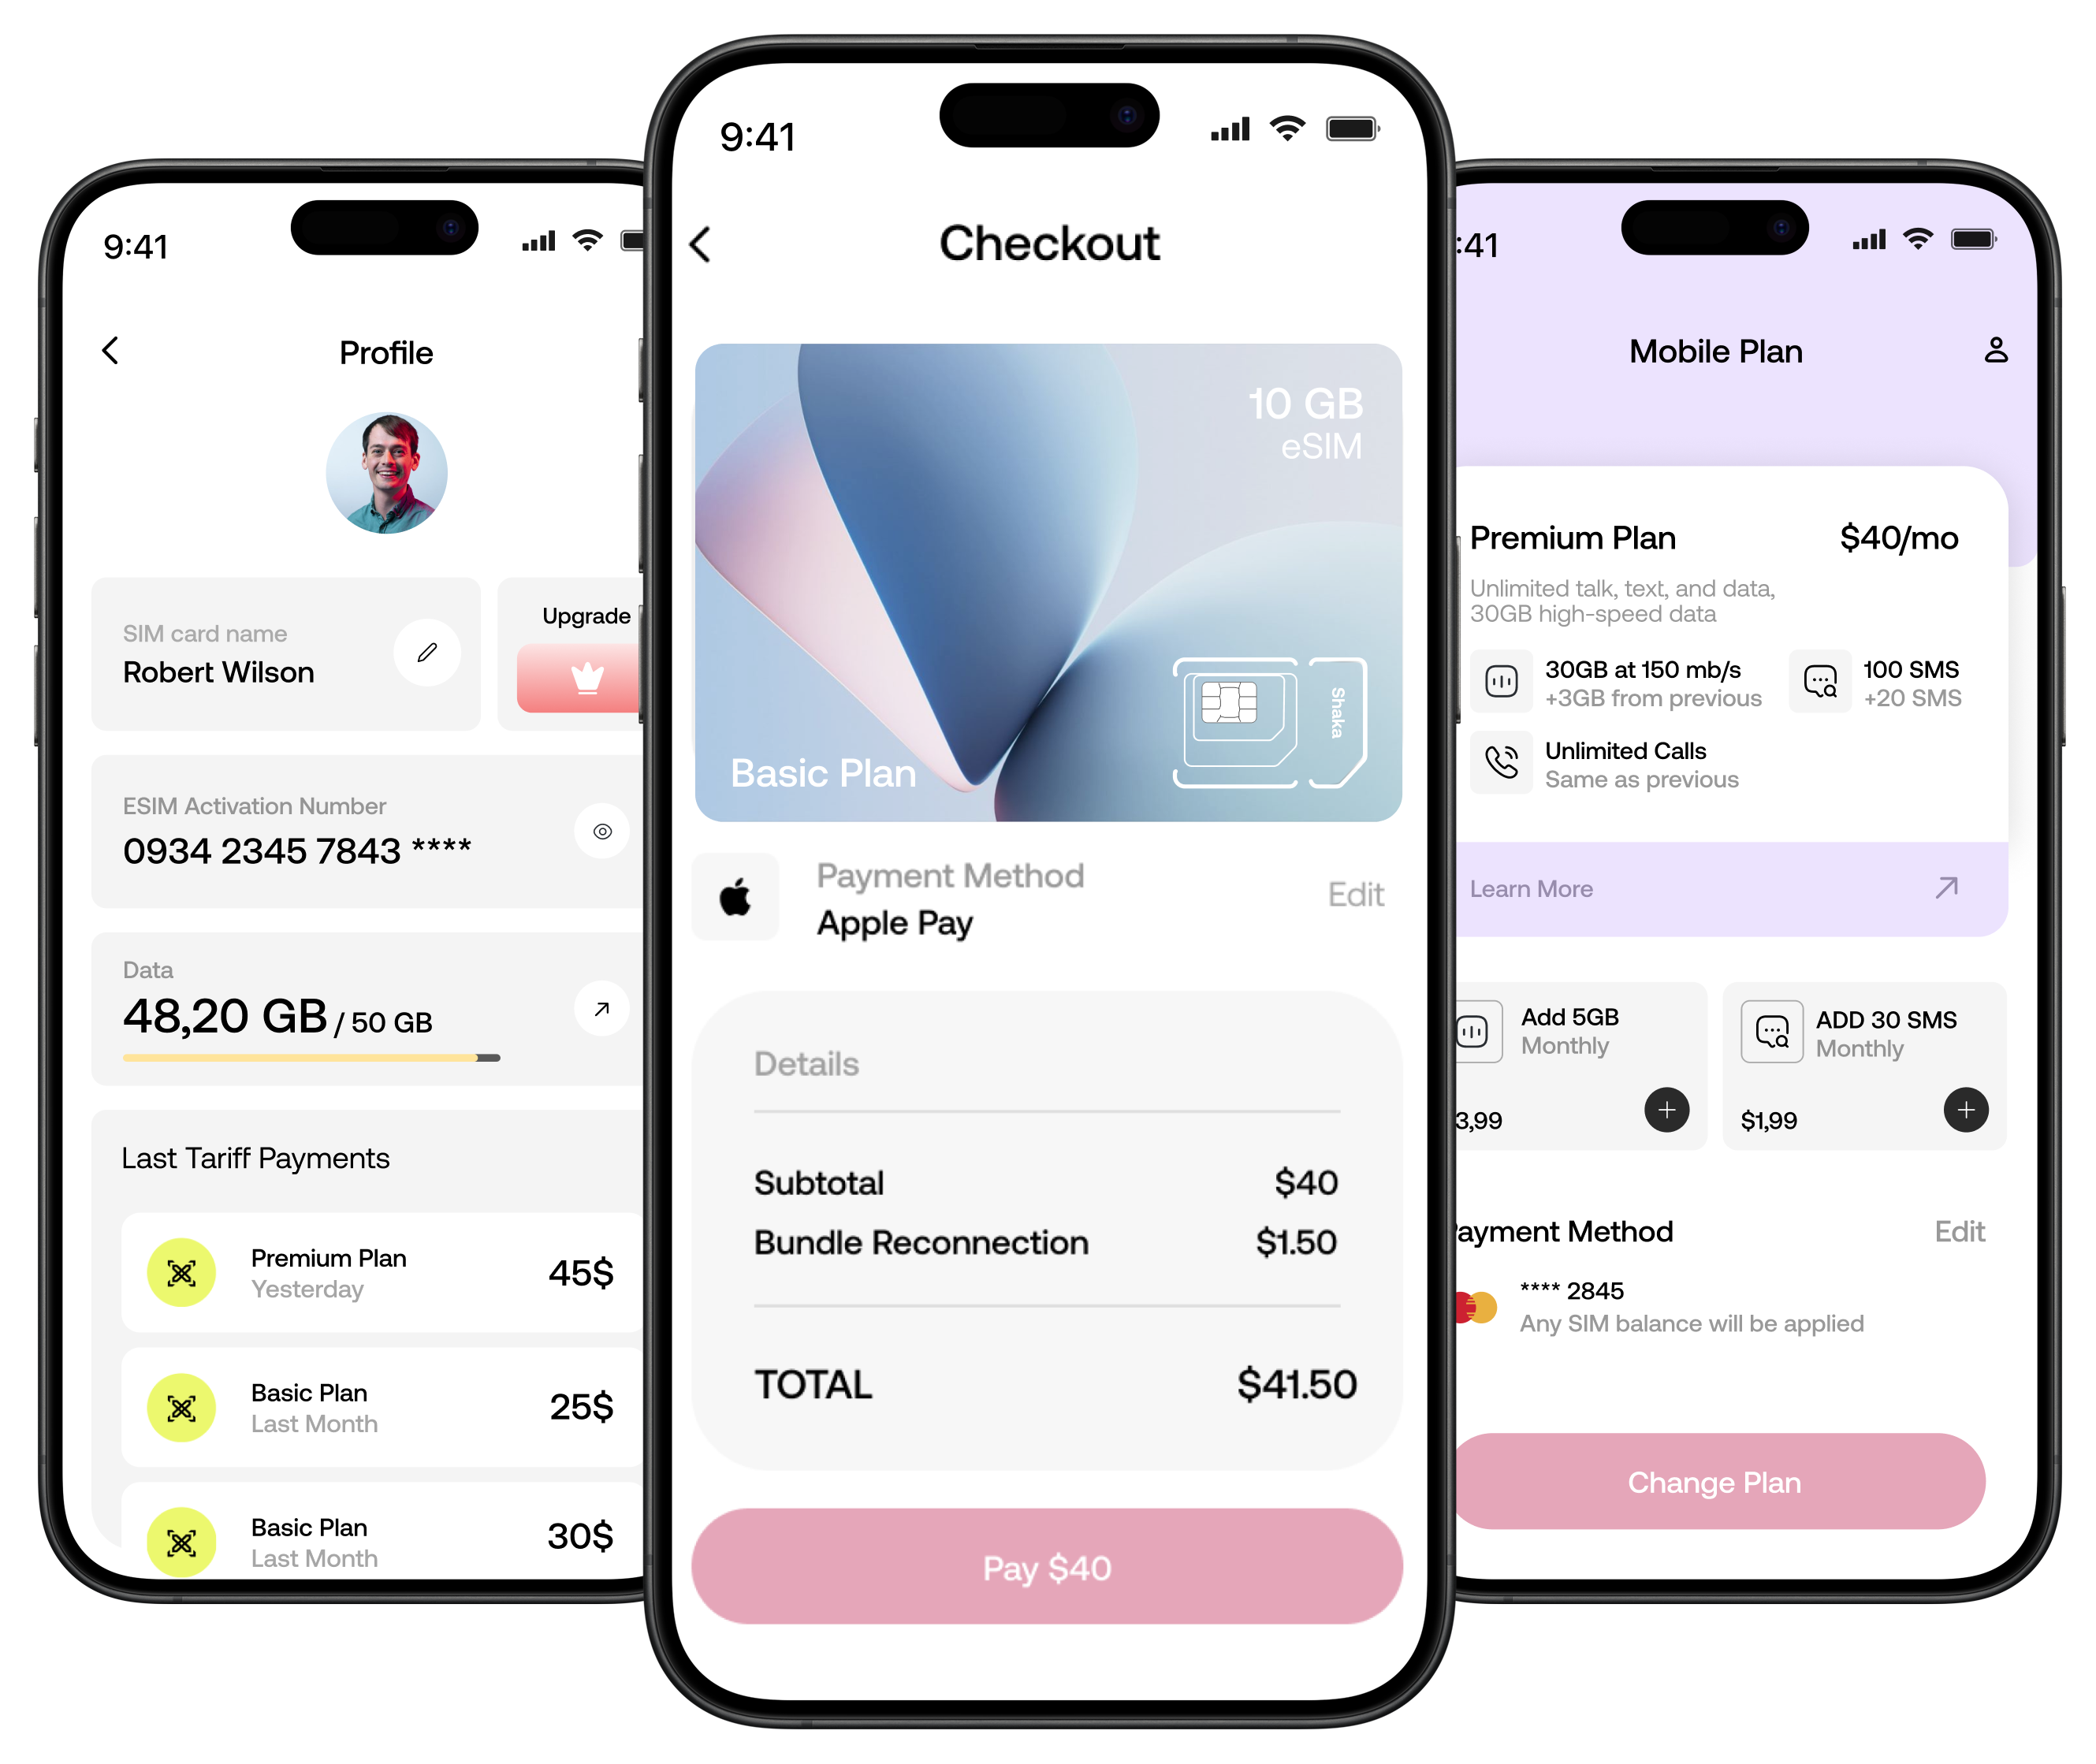 9:41
Profile
SIM card name
Robert Wilson
Upgrade
ESIM Activation Number
0934 2345 7843 ****
Data
48,20 GB / 50 GB
Last Tariff Payments
Premium Plan
Yesterday
45$
Basic Plan
Last Month
25$
Basic Plan
Last Month
30$
9:41
Checkout
10 GB
eSIM
Shaka
Basic Plan
Payment Method
Apple Pay
Edit
Details
Subtotal $40
Bundle Reconnection $1.50
TOTAL $41.50
Pay $40
:41
Mobile Plan
Premium Plan $40/mo
Unlimited talk, text, and data,
30GB high-speed data
30GB at 150 mb/s
+3GB from previous
100 SMS
+20 SMS
Unlimited Calls
Same as previous
Learn More
Add 5GB
Monthly
3,99
ADD 30 SMS
Monthly
$1,99
ayment Method Edit
**** 2845
Any SIM balance will be applied
Change Plan